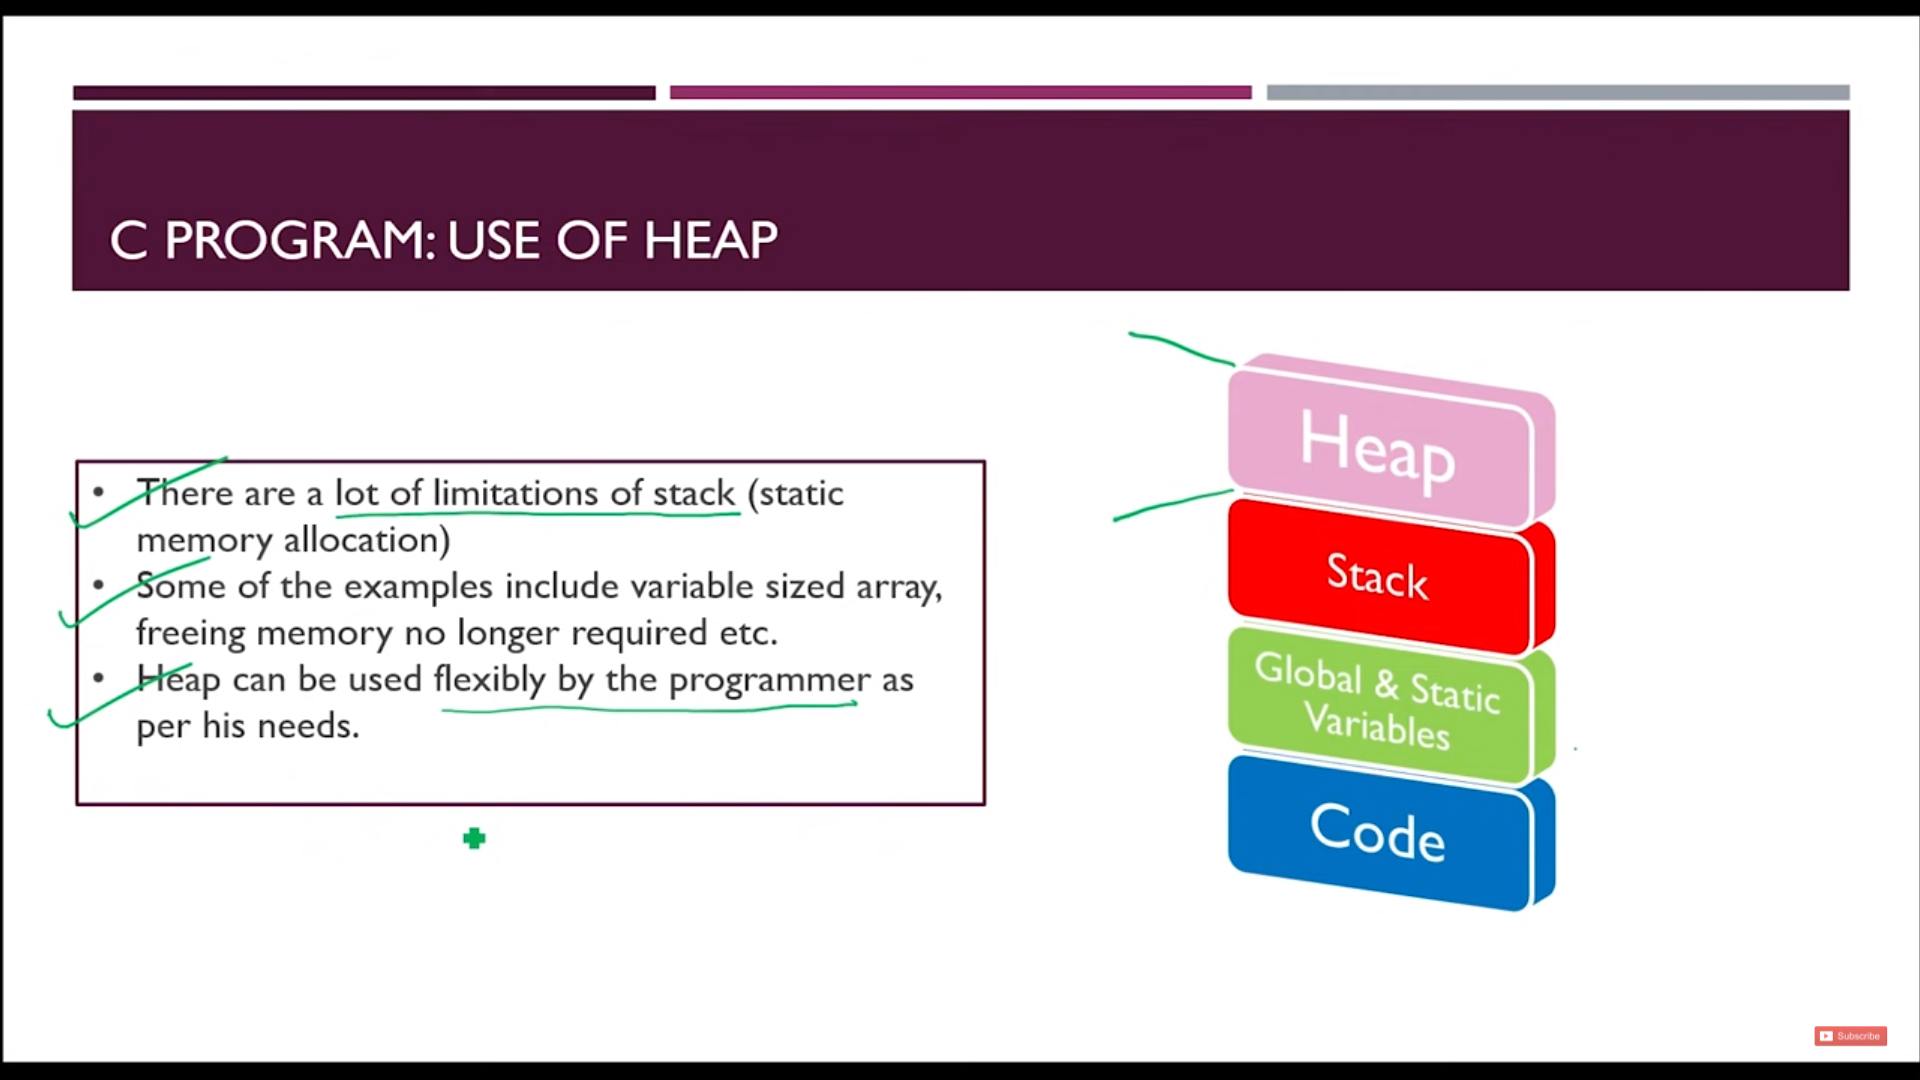 C PROGRAM: USE OF HEAP
• There are a lot of limitations of stack (static
memory allocation)
• Some of the examples include variable sized array,
freeing memory no longer required etc.
• Heap can be used flexibly by the programmer as
per his needs.
Heap
Stack
Global & Static
Variables
Code
Subscribe